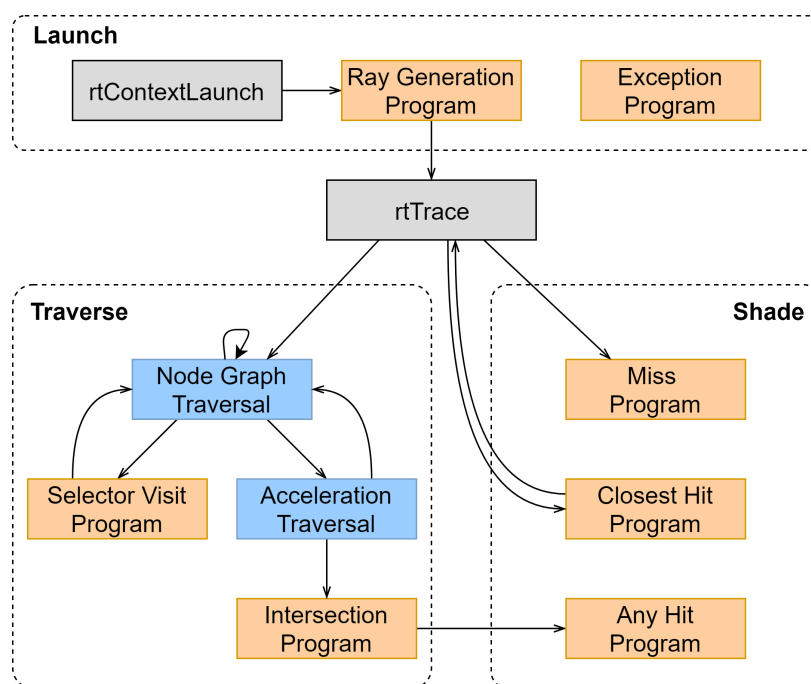 Launch
rtContextLaunch
Ray Generation
Program
Exception
Program
rtTrace
Traverse
Shade
Node Graph
Traversal
Miss
Program
Selector Visit
Program
Acceleration
Traversal
Closest Hit
Program
Intersection
Program
Any Hit
Program